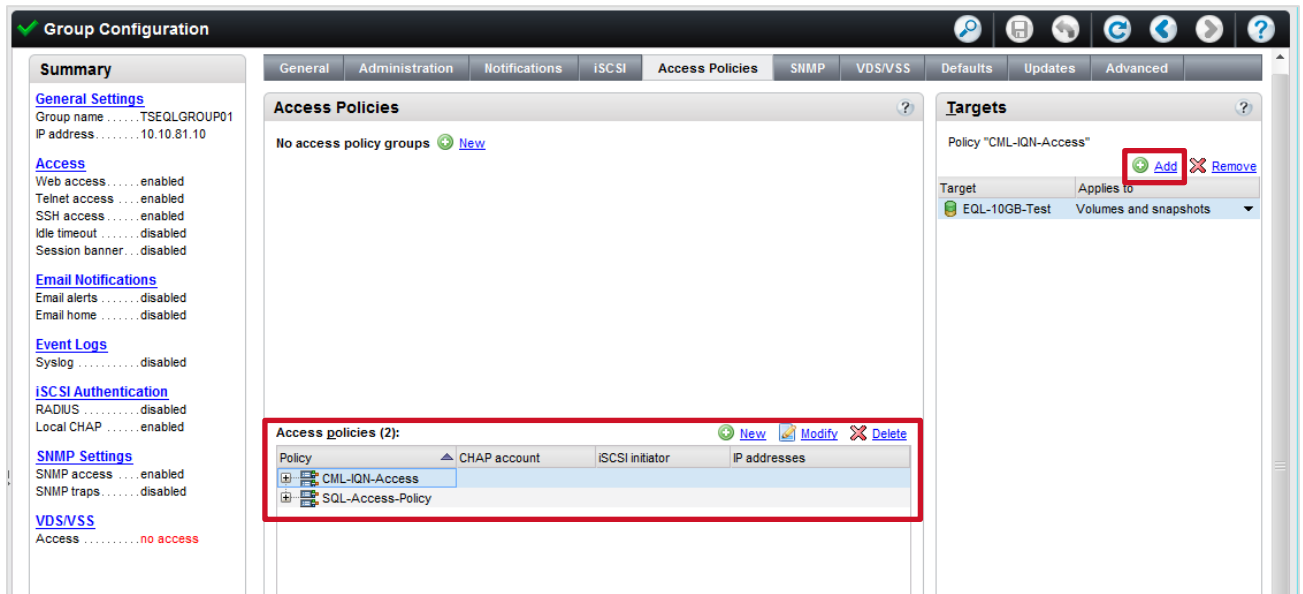 Group Configuration
Summary
General Settings
Group name ......TSEQLGROUP01
IP address........10.10.81.10
Access
Web access......enabled
Telnet access ....enabled
SSH access......enabled
Idle timeout .......disabled
Session banner...disabled
Email Notifications
Email alerts .......disabled
Email home .......disabled
Event Logs
Syslog ...........disabled
iSCSI Authentication
RADIUS ..........disabled
Local CHAP ......enabled
SNMP Settings
SNMP access ....enabled
SNMP traps.......disabled
VDS/VSS
Access ..........no access
General Administration Notifications iSCSI Access Policies SNMP VDS/VSS Defaults Updates Advanced
Access Policies ?
No access policy groups New
Access policies (2): New Modify Delete
Policy CHAP account iSCSI initiator IP addresses
CML-IQN-Access
SQL-Access-Policy
Targets ?
Policy "CML-IQN-Access"
Add Remove
Target Applies to
EQL-10GB-Test Volumes and snapshots